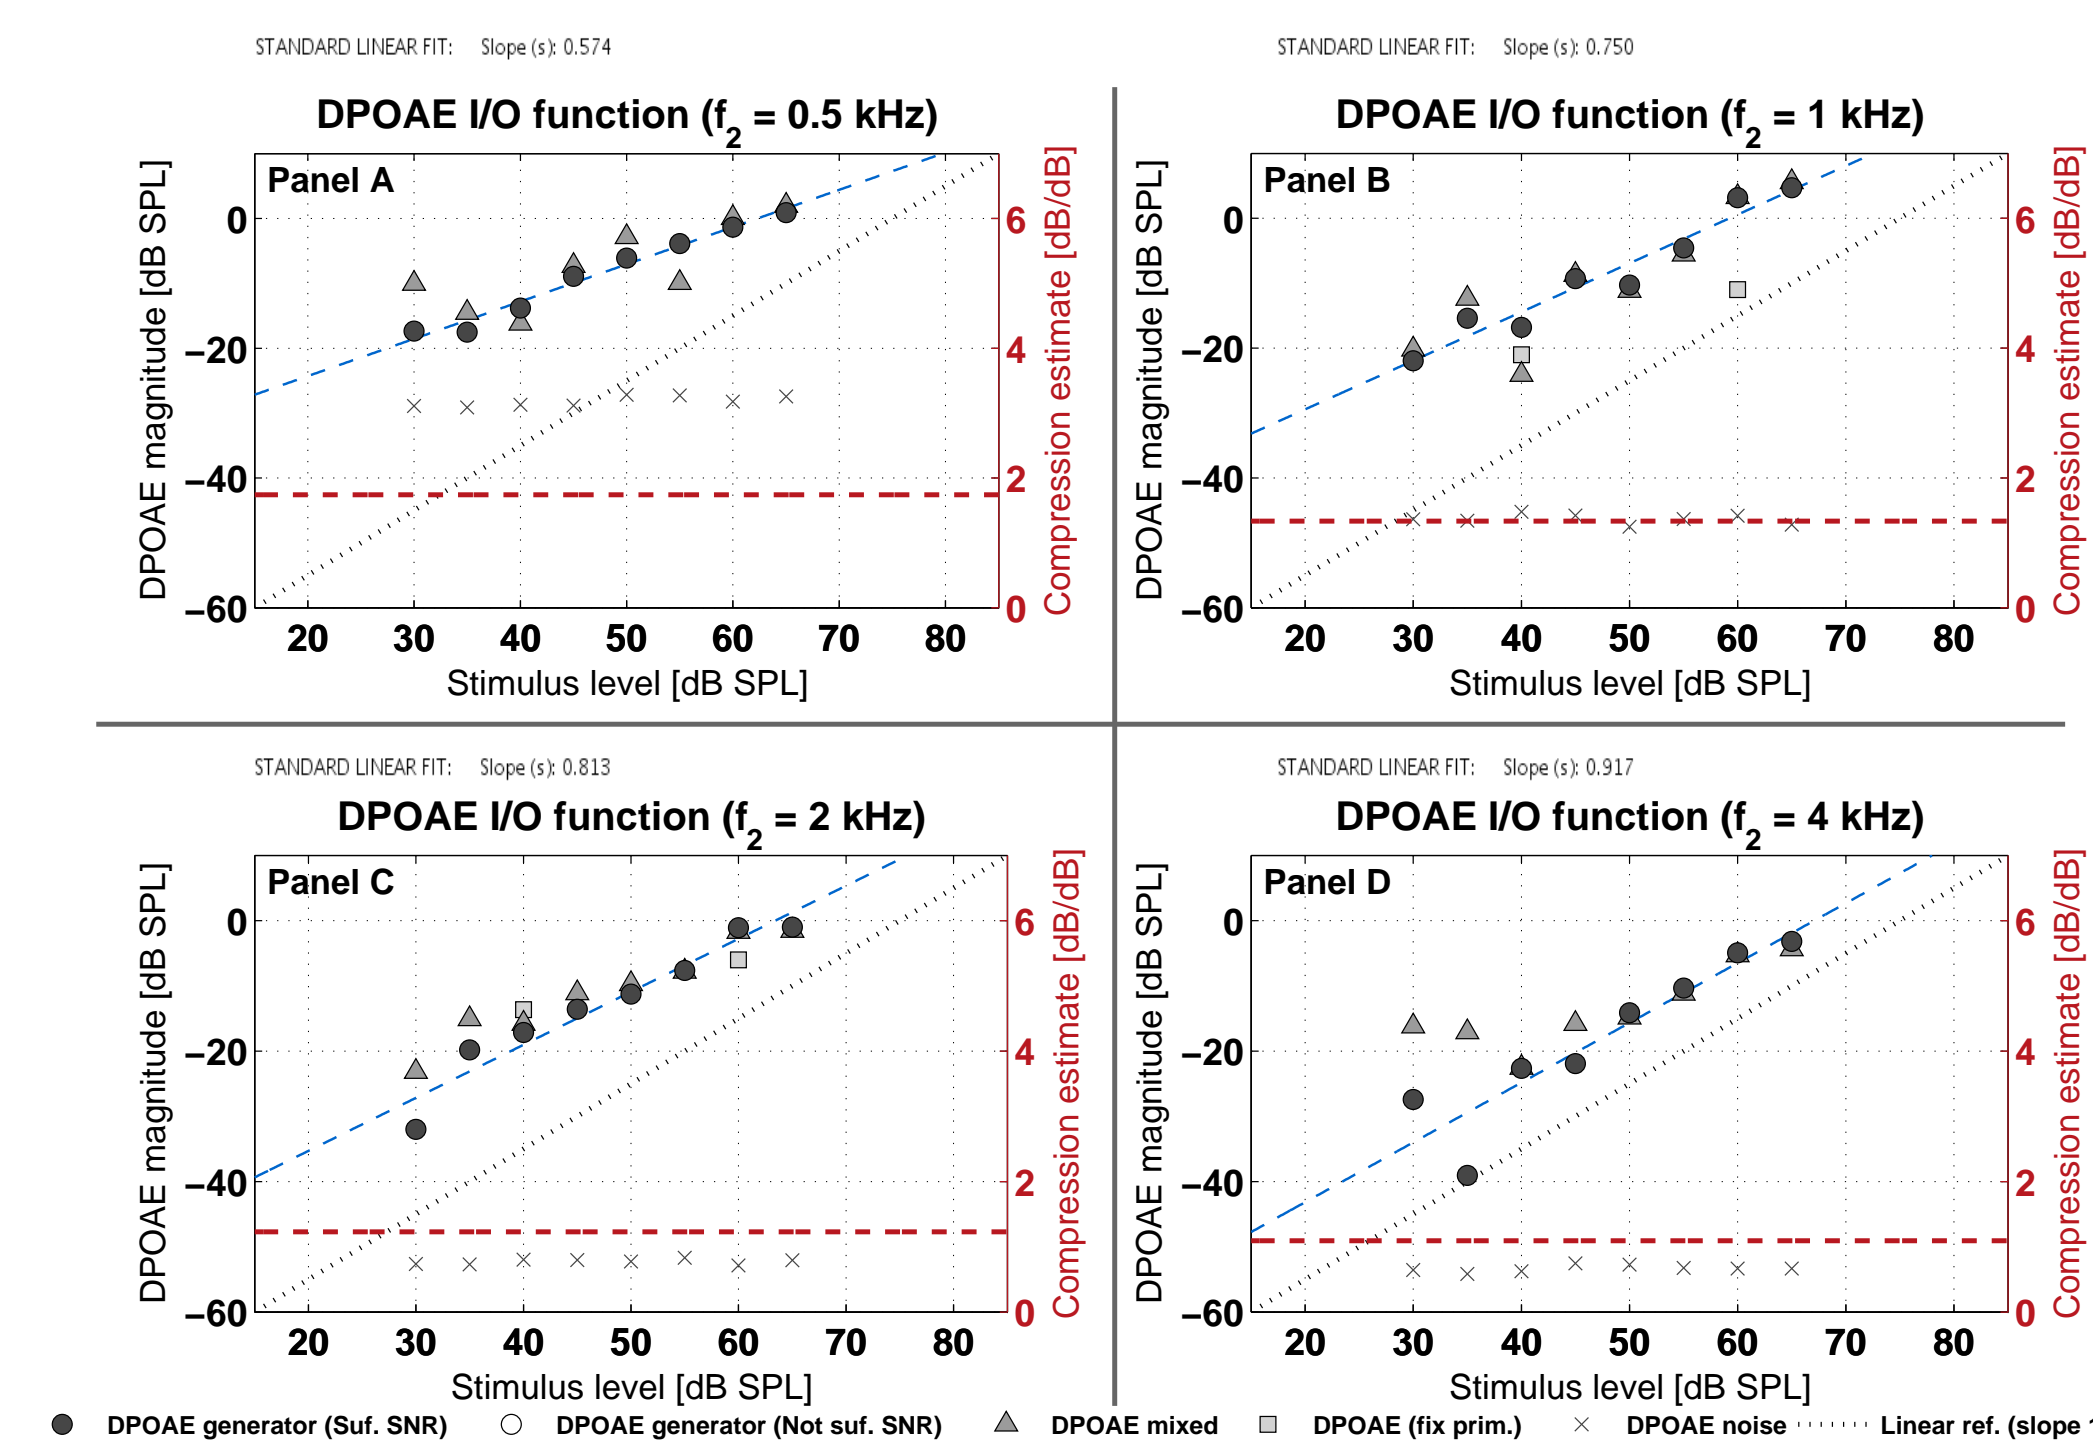 STANDARD LINEAR FIT: Slope (s): 0.574
DPOAE I/O function (f2 = 0.5 kHz)
Panel A
DPOAE magnitude [dB SPL]
0
−20
−40
−60
6
4
2
0
Compression estimate [dB/dB]
20 30 40 50 60 70 80
Stimulus level [dB SPL]
STANDARD LINEAR FIT: Slope (s): 0.750
DPOAE I/O function (f2 = 1 kHz)
Panel B
DPOAE magnitude [dB SPL]
0
−20
−40
−60
6
4
2
0
Compression estimate [dB/dB]
20 30 40 50 60 70 80
Stimulus level [dB SPL]
STANDARD LINEAR FIT: Slope (s): 0.813
DPOAE I/O function (f2 = 2 kHz)
Panel C
DPOAE magnitude [dB SPL]
0
−20
−40
−60
6
4
2
0
Compression estimate [dB/dB]
20 30 40 50 60 70 80
Stimulus level [dB SPL]
STANDARD LINEAR FIT: Slope (s): 0.917
DPOAE I/O function (f2 = 4 kHz)
Panel D
DPOAE magnitude [dB SPL]
0
−20
−40
−60
6
4
2
0
Compression estimate [dB/dB]
20 30 40 50 60 70 80
Stimulus level [dB SPL]
DPOAE generator (Suf. SNR) DPOAE generator (Not suf. SNR) DPOAE mixed DPOAE (fix prim.) DPOAE noise Linear ref. (slope